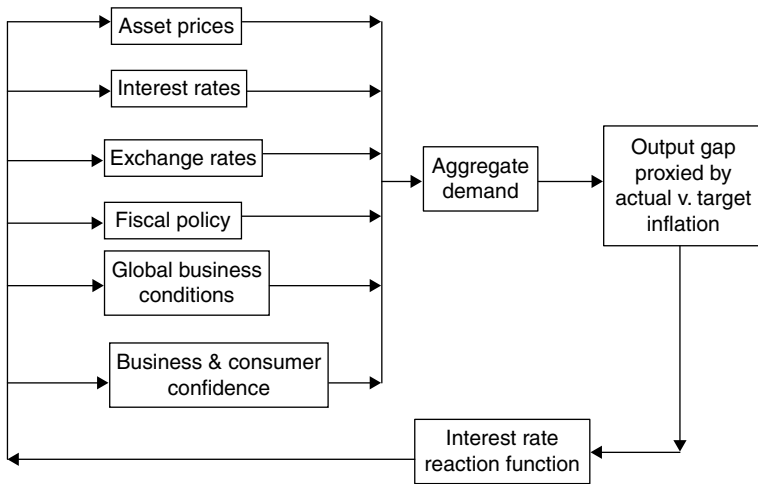 Asset prices
Interest rates
Exchange rates
Fiscal policy
Global business
conditions
Business & consumer
confidence
Aggregate
demand
Output gap
proxied by
actual v. target
inflation
Interest rate
reaction function